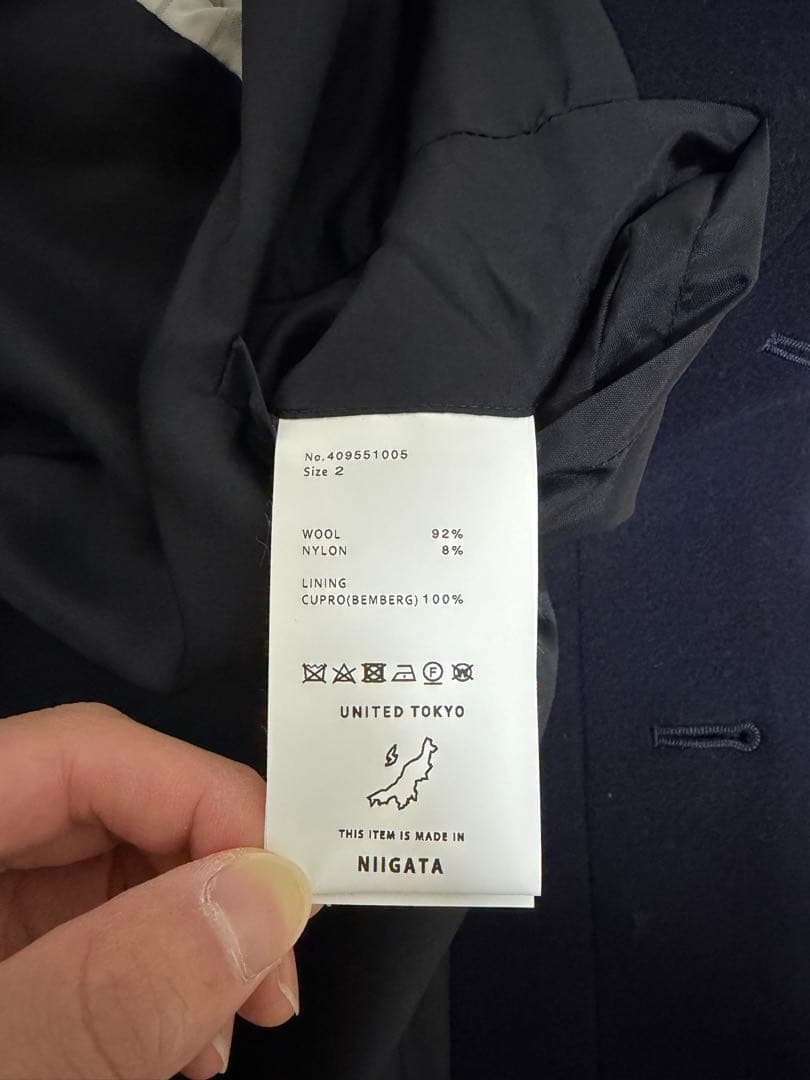 No.409551005
Size 2
WOOL 92%
NYLON 8%
LINING
CUPRO(BEMBERG) 100%
F W
UNITED TOKYO
THIS ITEM IS MADE IN
NIIGATA